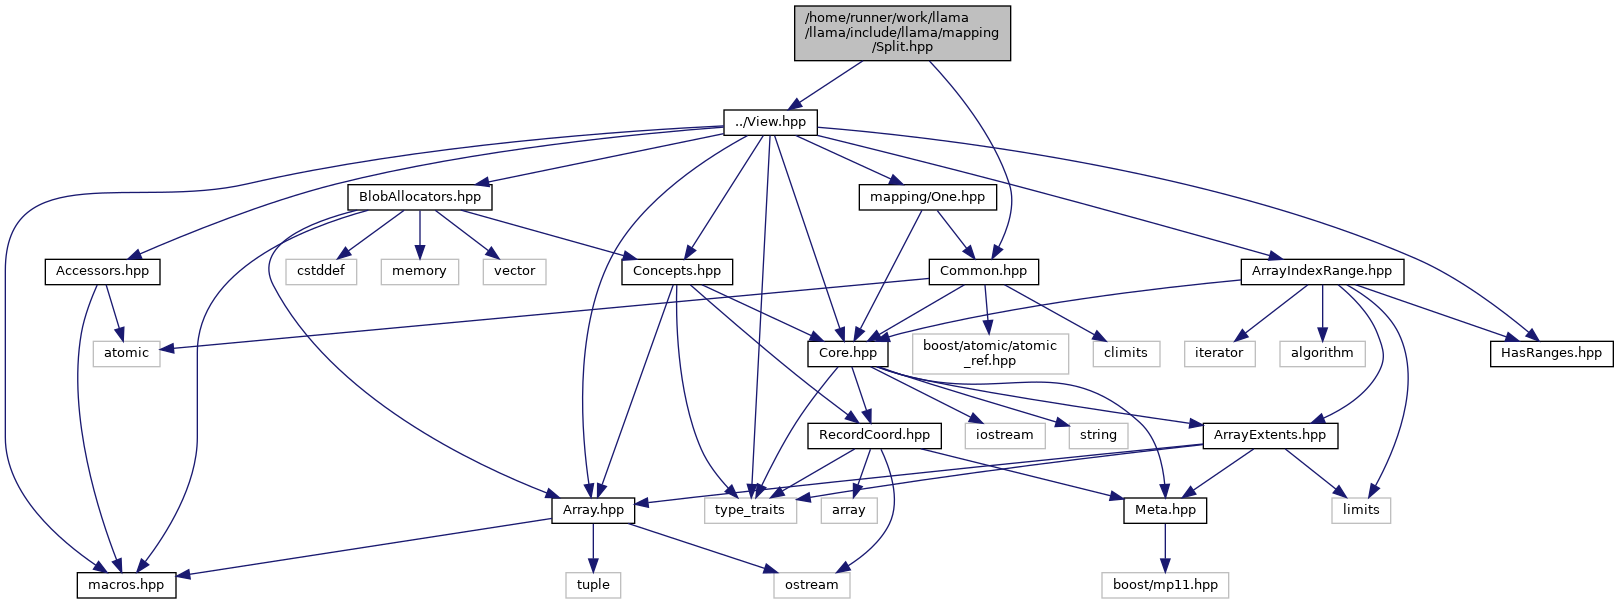 /home/runner/work/llama
/llama/include/llama/mapping
/Split.hpp
../View.hpp
BlobAllocators.hpp
mapping/One.hpp
Accessors.hpp
cstddef
memory
vector
Concepts.hpp
Common.hpp
ArrayIndexRange.hpp
atomic
Core.hpp
boost/atomic/atomic
_ref.hpp
climits
iterator
algorithm
HasRanges.hpp
RecordCoord.hpp
iostream
string
ArrayExtents.hpp
Array.hpp
type_traits
array
Meta.hpp
limits
macros.hpp
tuple
ostream
boost/mp11.hpp